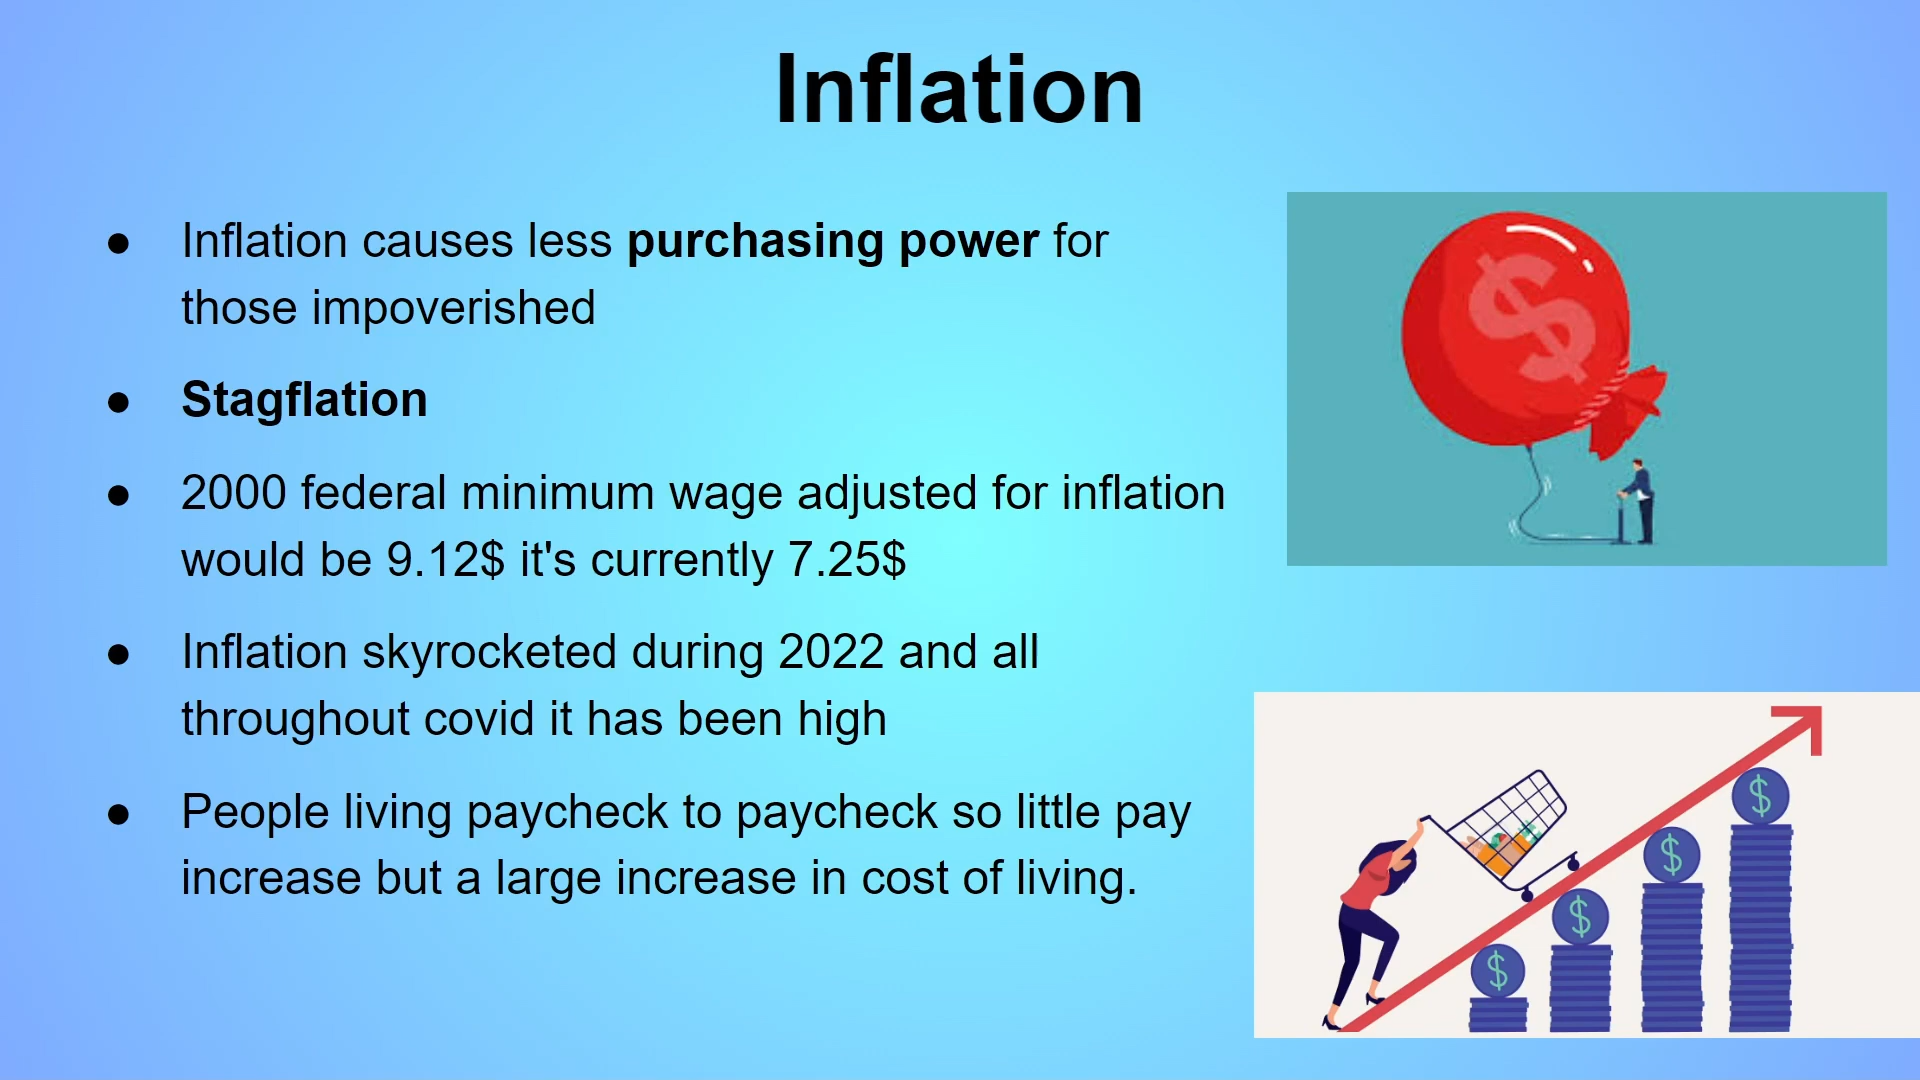 Inflation
● Inflation causes less purchasing power for
those impoverished
● Stagflation
● 2000 federal minimum wage adjusted for inflation
would be 9.12$ it's currently 7.25$
● Inflation skyrocketed during 2022 and all
throughout covid it has been high
● People living paycheck to paycheck so little pay
increase but a large increase in cost of living.
$
$
$
$
$